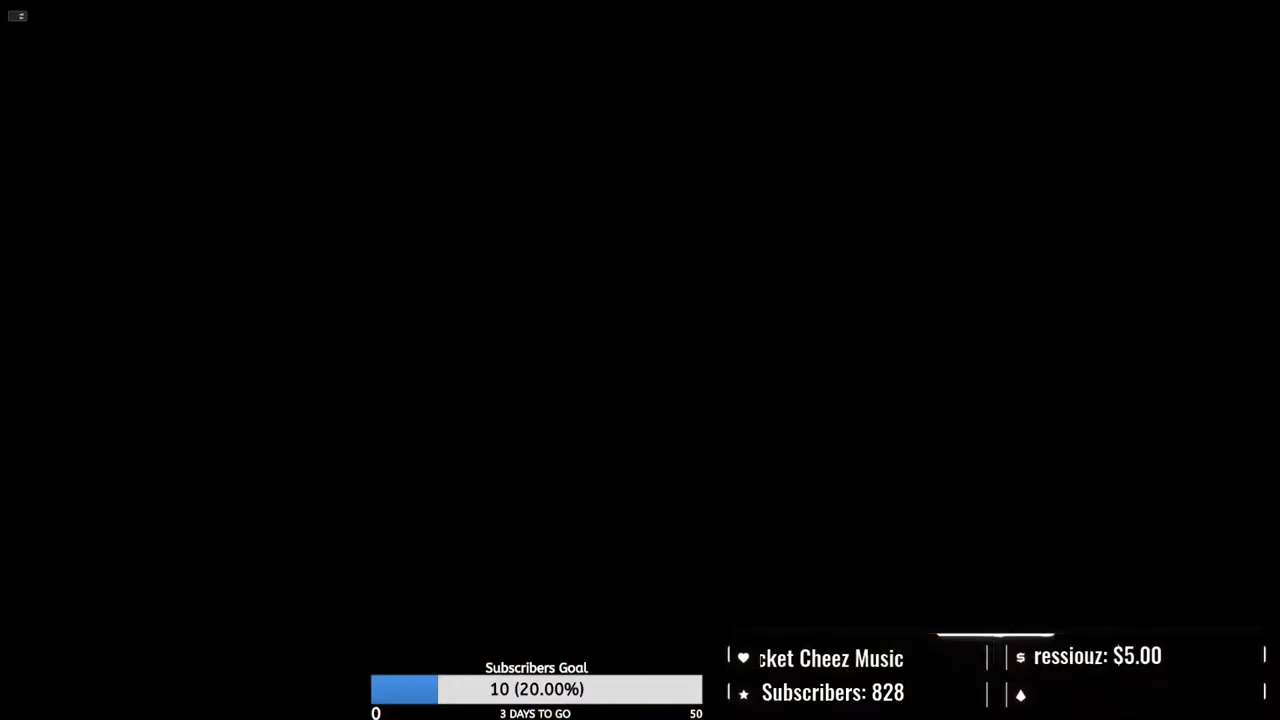 Subscribers Goal
10 (20.00%)
0
3 DAYS TO GO
50
cket Cheez Music
ressiouz: $5.00
Subscribers: 828